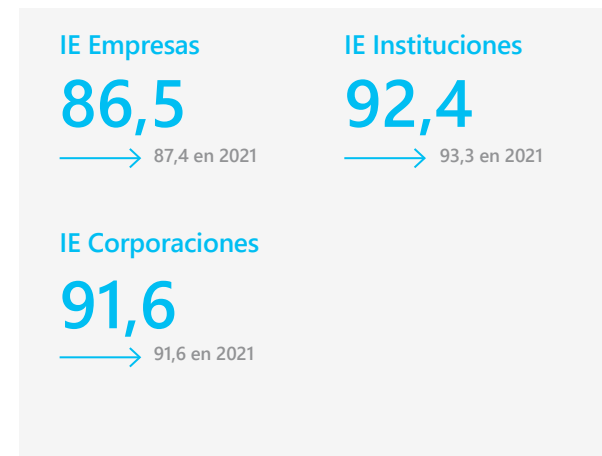 IE Empresas
86,5
87,4 en 2021
IE Instituciones
92,4
93,3 en 2021
IE Corporaciones
91,6
91,6 en 2021